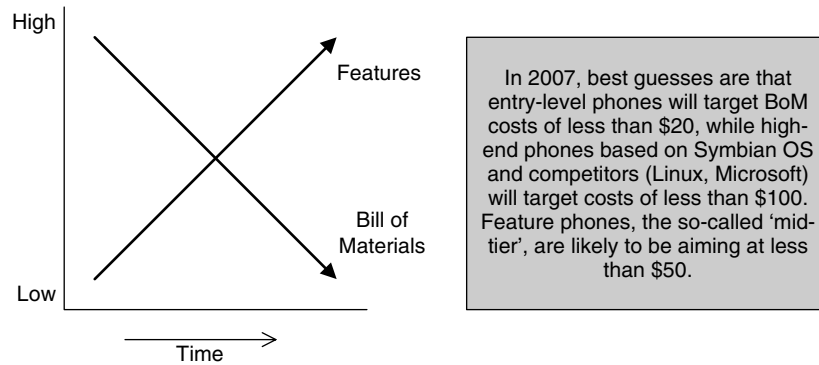 High
Features
Bill of
Materials
Low
Time
In 2007, best guesses are that
entry-level phones will target BoM
costs of less than $20, while high-
end phones based on Symbian OS
and competitors (Linux, Microsoft)
will target costs of less than $100.
Feature phones, the so-called ‘mid-
tier’, are likely to be aiming at less
than $50.